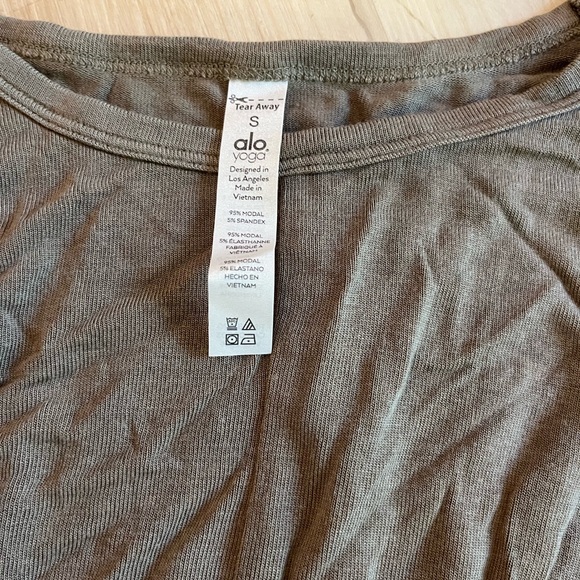 Tear Away
S
alo®
yoga
Designed in
Los Angeles
Made in
Vietnam
95% MODAL
5% SPANDEX
95% MODAL
5% ÉLASTHANNE
FABRIQUÉ À
VIETNAM
95% MODAL
5% ELASTANO
HECHO EN
VIETNAM